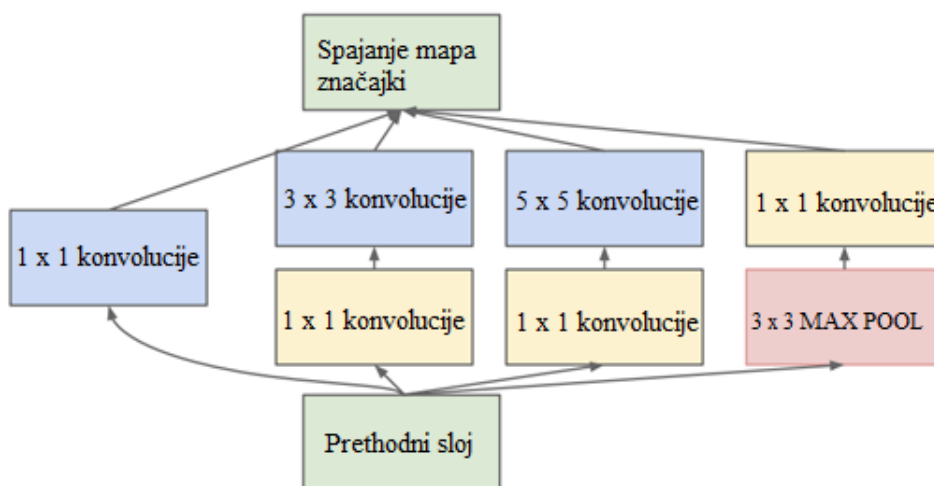 Spajanje mapa
značajki
3 x 3 konvolucije
5 x 5 konvolucije
1 x 1 konvolucije
1 x 1 konvolucije
1 x 1 konvolucije
1 x 1 konvolucije
3 x 3 MAX POOL
Prethodni sloj